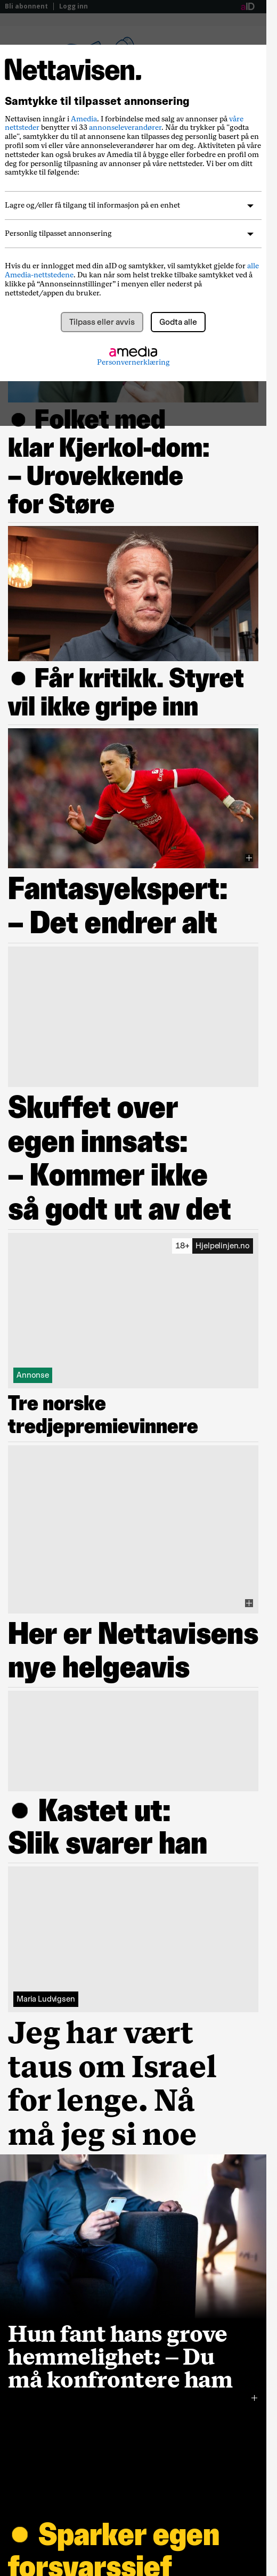 Bli abonnent | Logg inn
aID
Nettavisen.
Samtykke til tilpasset annonsering
Nettavisen inngår i Amedia. I forbindelse med salg av annonser på våre
nettsteder benytter vi 33 annonseleverandører. Når du trykker på "godta
alle", samtykker du til at annonsene kan tilpasses deg personlig basert på en
profil som vi eller våre annonseleverandører har om deg. Aktiviteten på våre
nettsteder kan også brukes av Amedia til å bygge eller forbedre en profil om
deg for personlig tilpasning av annonser på våre nettsteder. Vi ber om ditt
samtykke til følgende:
Lagre og/eller få tilgang til informasjon på en enhet
Personlig tilpasset annonsering
Hvis du er innlogget med din aID og samtykker, vil samtykket gjelde for alle
Amedia-nettstedene. Du kan når som helst trekke tilbake samtykket ved å
klikke på “Annonseinnstillinger” i menyen eller nederst på
nettstedet/appen du bruker.
Tilpass eller avvis
Godta alle
amedia
Personvernerklæring
● Folket med
klar Kjerkol-dom:
– Urovekkende
for Støre
● Får kritikk. Styret
vil ikke gripe inn
Fantasyekspert:
– Det endrer alt
Skuffet over
egen innsats:
– Kommer ikke
så godt ut av det
18+ Hjelpelinjen.no
Annonse
Tre norske
tredjepremievinnere
Her er Nettavisens
nye helgeavis
● Kastet ut:
Slik svarer han
Maria Ludvigsen
Jeg har vært
taus om Israel
for lenge. Nå
må jeg si noe
Hun fant hans grove
hemmelighet: – Du
må konfrontere ham
● Sparker egen
forsvarssjef